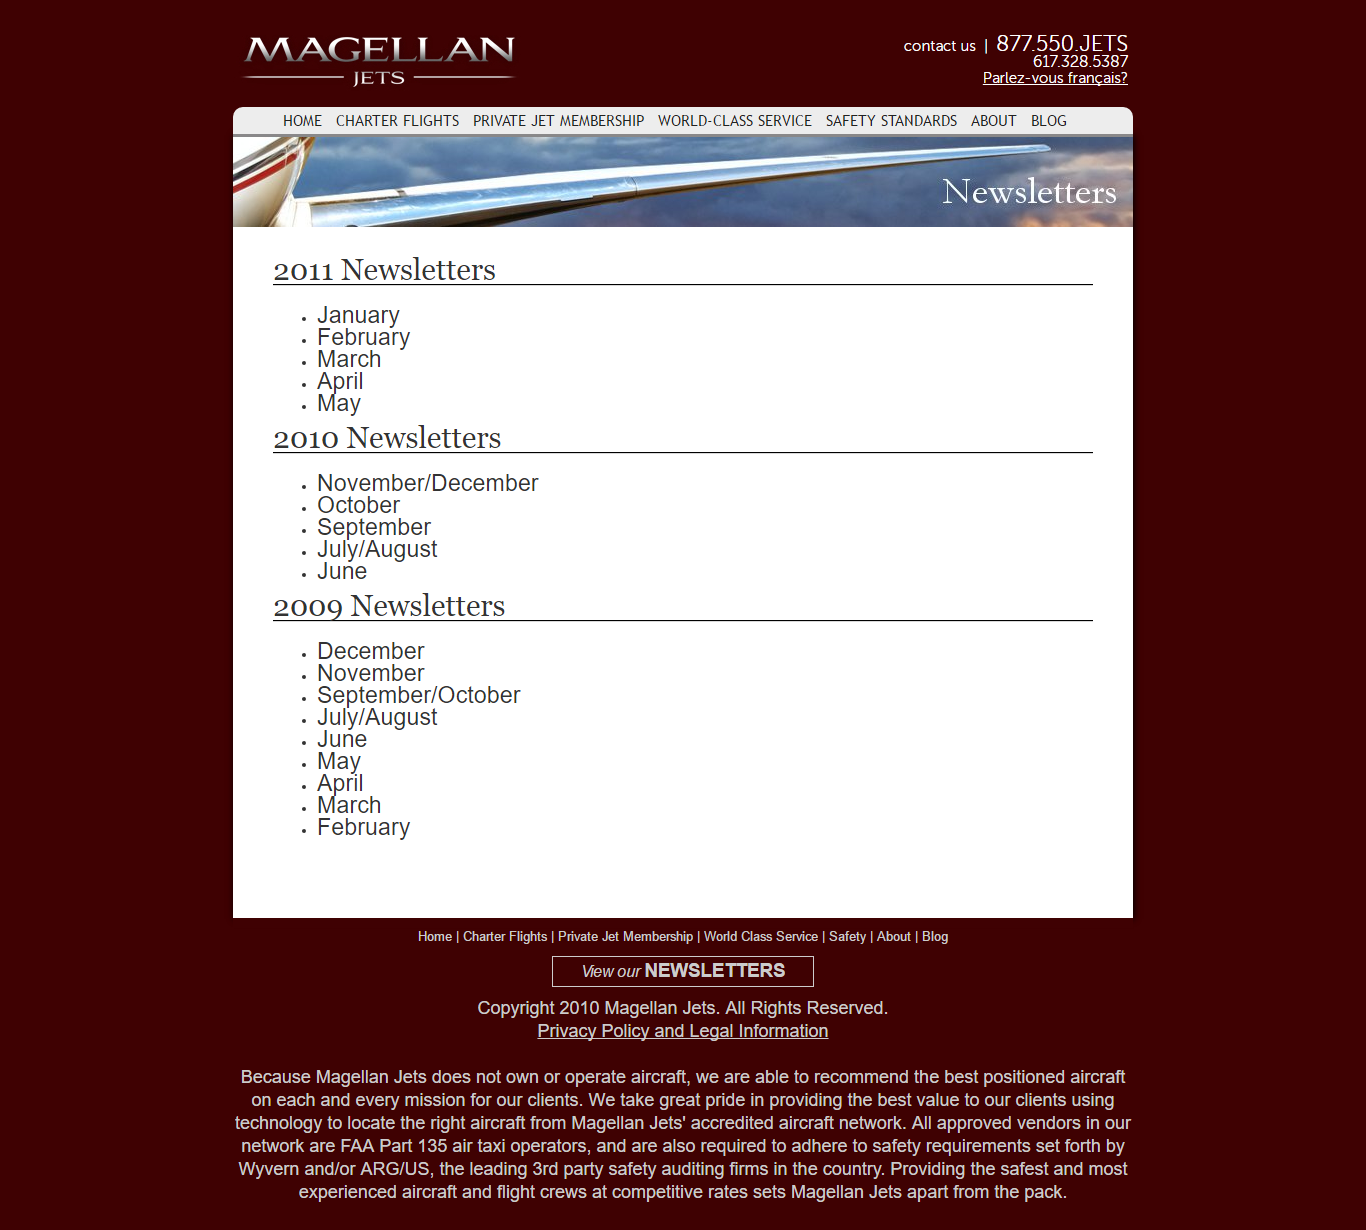 MAGELLAN
JETS
contact us | 877.550.JETS
617.328.5387
Parlez-vous français?
HOME CHARTER FLIGHTS PRIVATE JET MEMBERSHIP WORLD-CLASS SERVICE SAFETY STANDARDS ABOUT BLOG
Newsletters
2011 Newsletters
January
February
March
April
May
2010 Newsletters
November/December
October
September
July/August
June
2009 Newsletters
December
November
September/October
July/August
June
May
April
March
February
Home | Charter Flights | Private Jet Membership | World Class Service | Safety | About | Blog
View our NEWSLETTERS
Copyright 2010 Magellan Jets. All Rights Reserved.
Privacy Policy and Legal Information
Because Magellan Jets does not own or operate aircraft, we are able to recommend the best positioned aircraft
on each and every mission for our clients. We take great pride in providing the best value to our clients using
technology to locate the right aircraft from Magellan Jets' accredited aircraft network. All approved vendors in our
network are FAA Part 135 air taxi operators, and are also required to adhere to safety requirements set forth by
Wyvern and/or ARG/US, the leading 3rd party safety auditing firms in the country. Providing the safest and most
experienced aircraft and flight crews at competitive rates sets Magellan Jets apart from the pack.